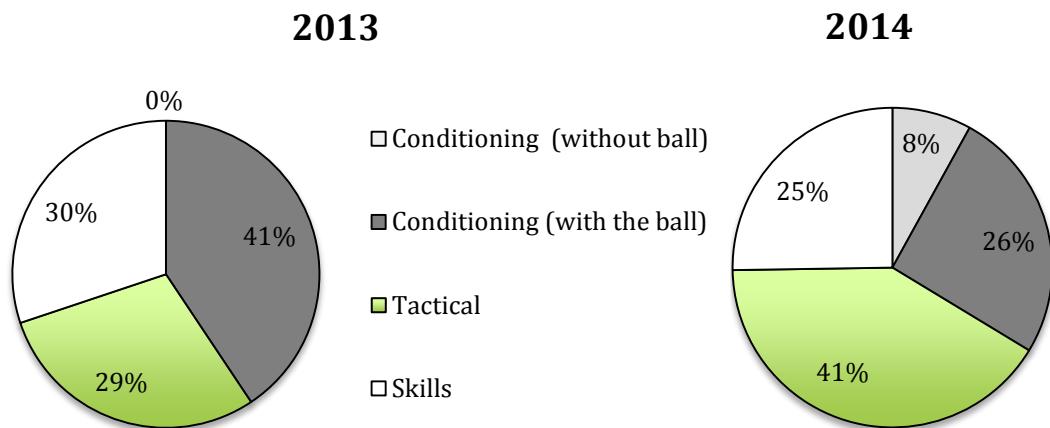 2013
2014
0%
30%
41%
29%
Conditioning (without ball)
Conditioning (with the ball)
Tactical
Skills
8%
25%
26%
41%